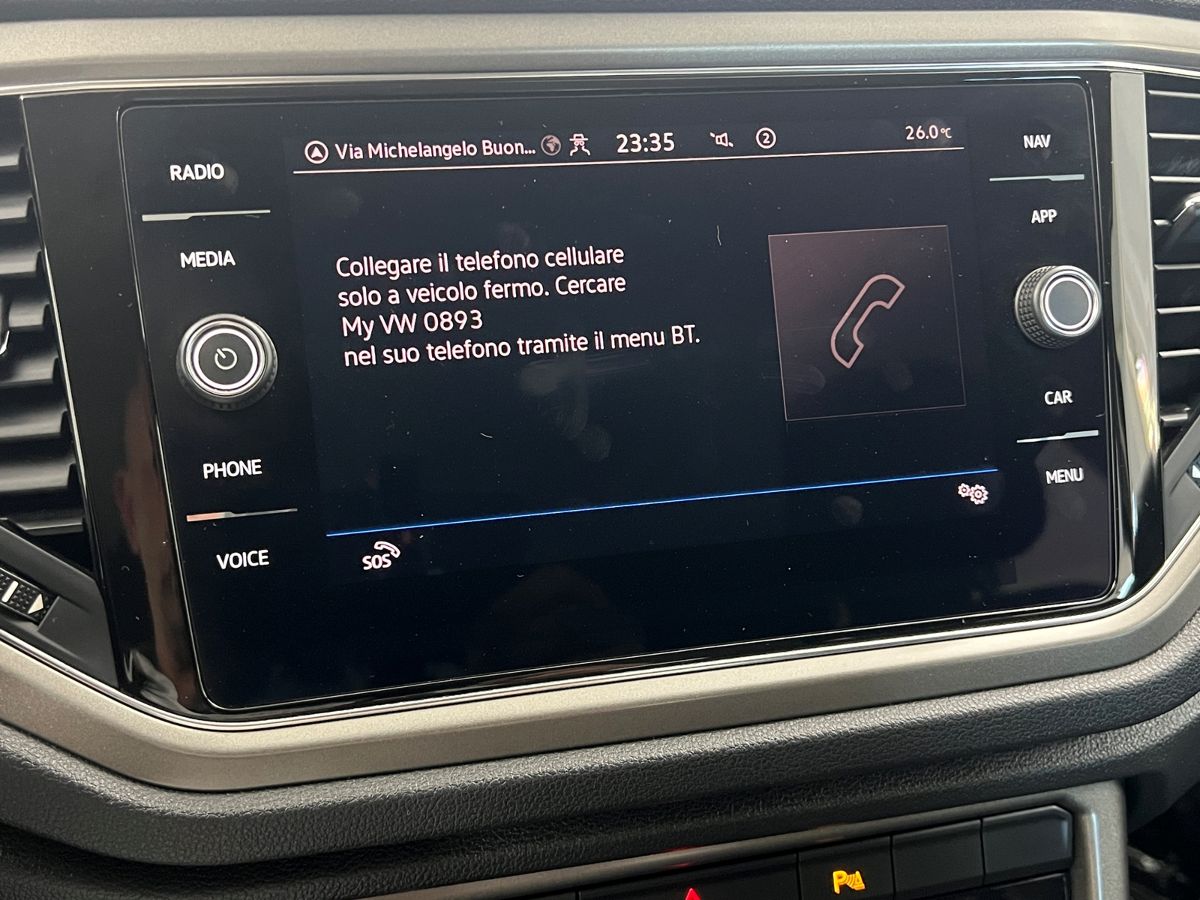 RADIO
MEDIA
PHONE
VOICE
Via Michelangelo Buon... 23:35 2 26.0°C
Collegare il telefono cellulare
solo a veicolo fermo. Cercare
My VW 0893
nel suo telefono tramite il menu BT.
SOS
NAV
APP
CAR
MENU
P